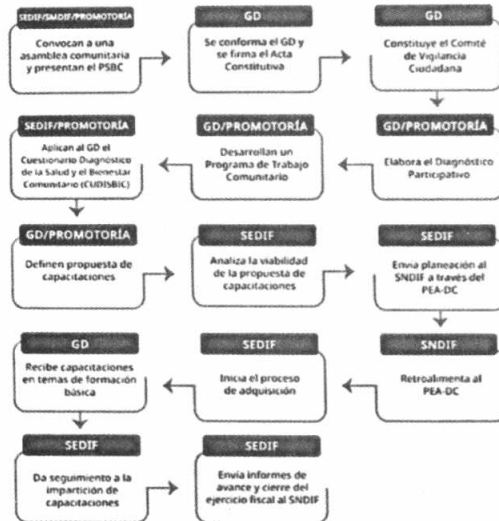 SEDIF/SMDIF/PROMOTORÍA
Convocan a una
asamblea comunitaria
y presentan el PSBC
GD
Se conforma el GD y
se firma el Acta
Constitutiva
GD
Constituye el Comité
de Vigilancia
Ciudadana
GD/PROMOTORÍA
Elabora el Diagnóstico
Participativo
GD/PROMOTORÍA
Desarrollan un
Programa de Trabajo
Comunitario
SEDIF/PROMOTORÍA
Aplican al GD el
Cuestionario Diagnóstico
de la Salud y el Bienestar
Comunitario (CUDISBIC)
GD/PROMOTORÍA
Definen propuesta de
capacitaciones
SEDIF
Analiza la viabilidad
de la propuesta de
capacitaciones
SEDIF
Envía planeación al
SNDIF a través del
PEA-DC
SNDIF
Retroalimenta al
PEA-DC
SEDIF
Inicia el proceso
de adquisición
GD
Recibe capacitaciones
en temas de formación
básica
SEDIF
Da seguimiento a la
impartición de
capacitaciones
SEDIF
Envía informes de
avance y cierre del
ejercicio fiscal al SNDIF